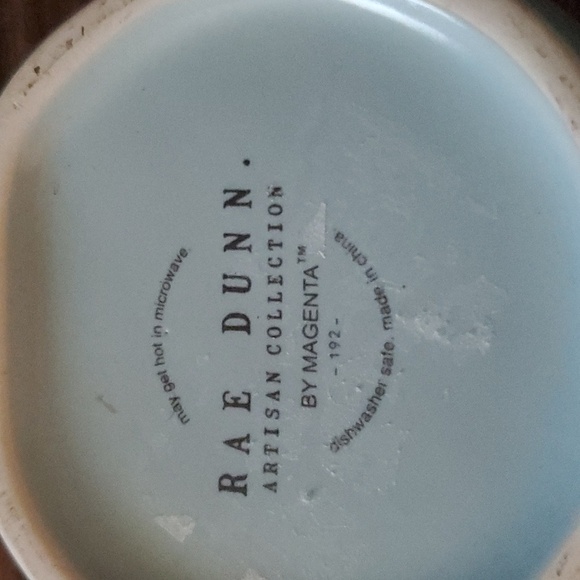 may get hot in microwave.
RAE DUNN.
ARTISAN COLLECTION
BY MAGENTA™
- 192 -
dishwasher safe. made in china